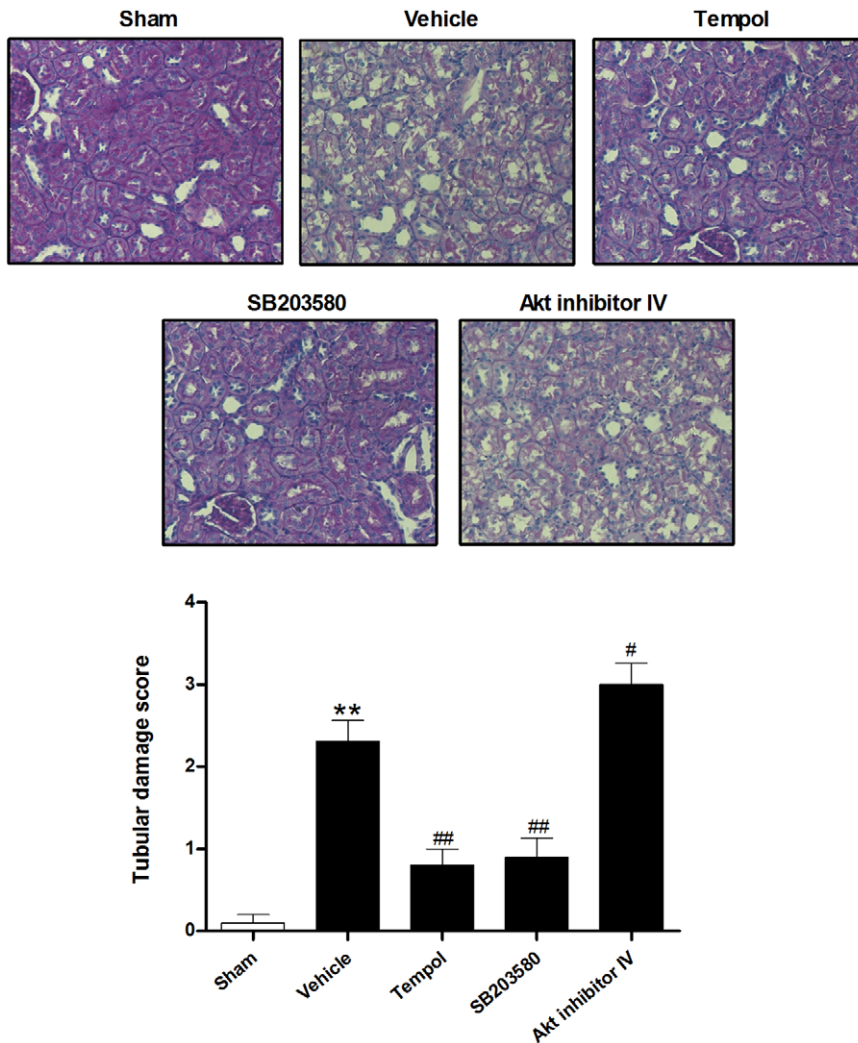 Sham Vehicle Tempol
SB203580 Akt inhibitor IV
4
3
2
1
0
Tubular damage score
**
##
##
#
Sham
Vehicle
Tempol
SB203580
Akt inhibitor IV